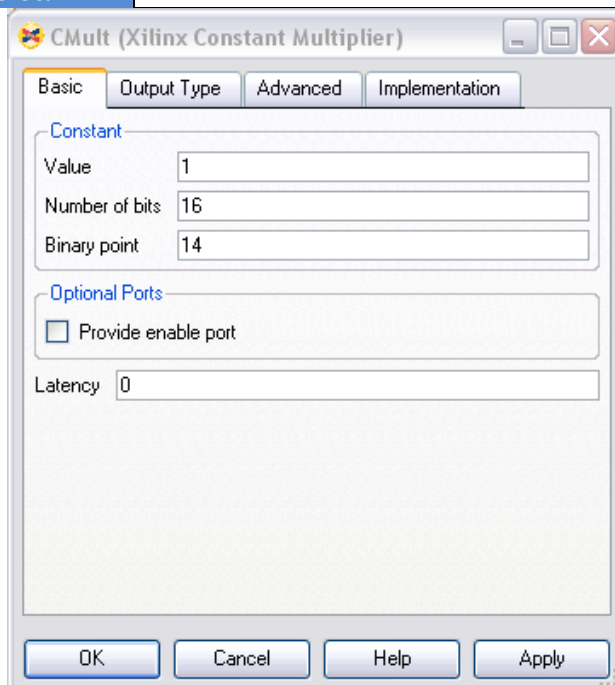 CMult (Xilinx Constant Multiplier)
Basic Output Type Advanced Implementation
Constant
Value 1
Number of bits 16
Binary point 14
Optional Ports
Provide enable port
Latency 0
OK Cancel Help Apply